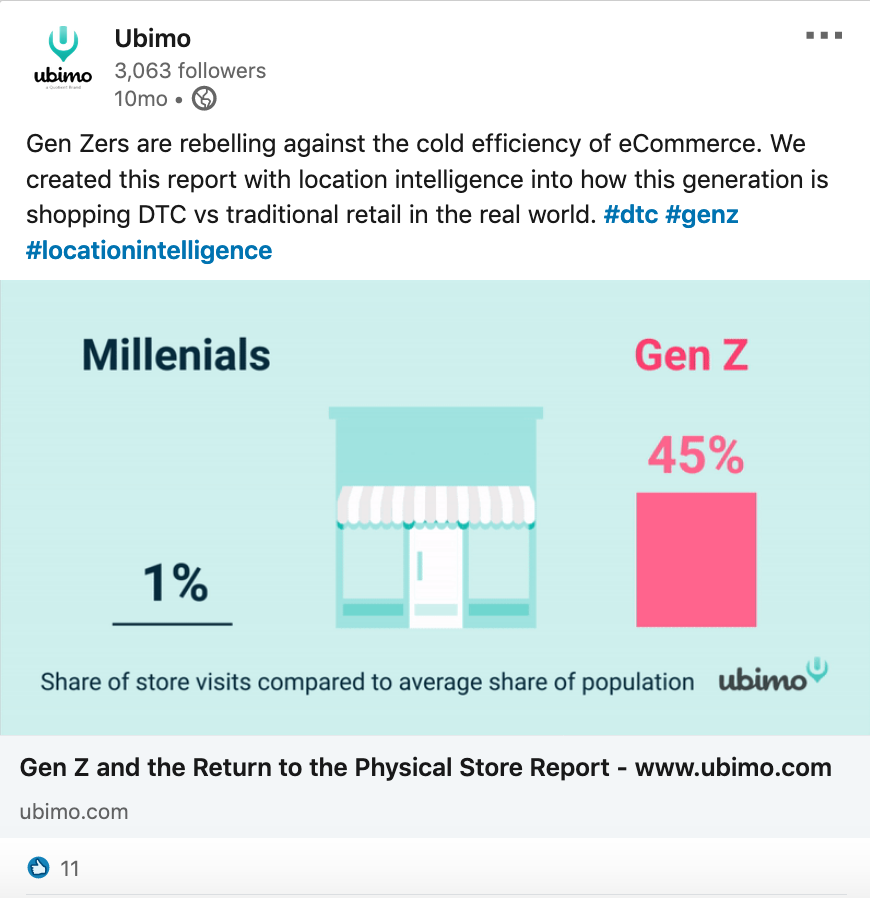 Ubimo
ubimo
a Quotient Brand
3,063 followers
10mo •
Gen Zers are rebelling against the cold efficiency of eCommerce. We
created this report with location intelligence into how this generation is
shopping DTC vs traditional retail in the real world. #dtc #genz
#locationintelligence
Millenials
Gen Z
45%
1%
Share of store visits compared to average share of population
ubimo
Gen Z and the Return to the Physical Store Report - www.ubimo.com
ubimo.com
11